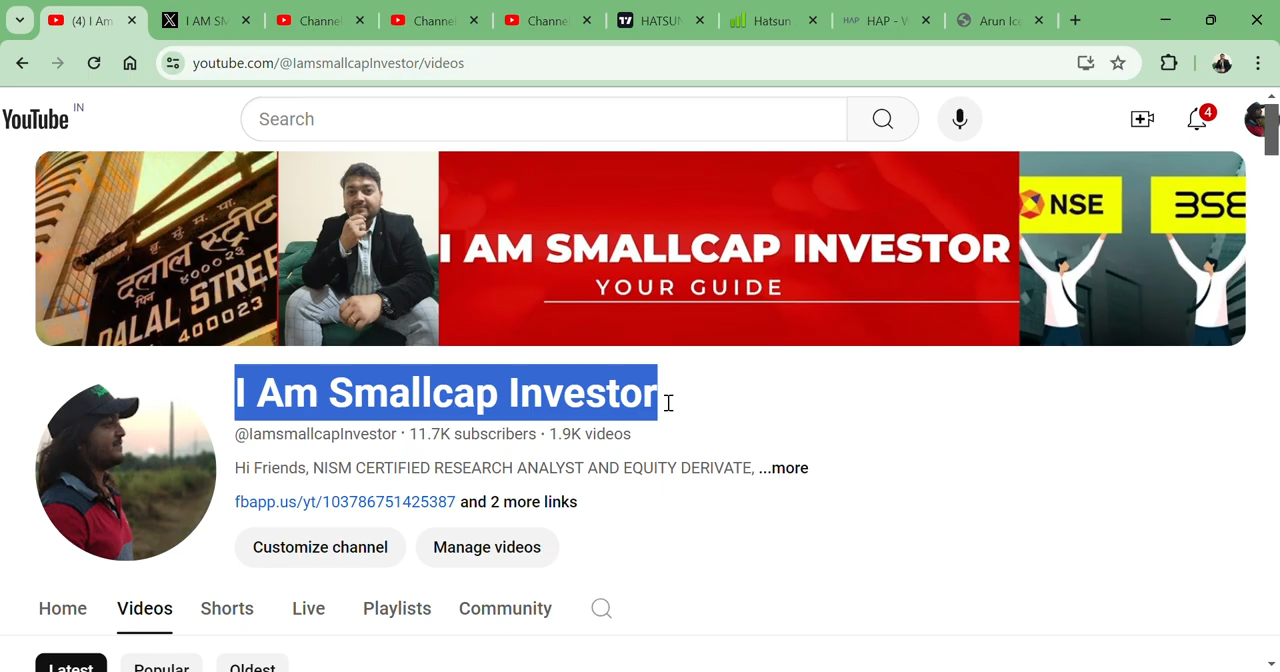 (4) I Am
I AM SM
Channel
Channel
Channel
HATSUN
Hatsun
HAP - V
Arun Ice
youtube.com/@IamsmallcapInvestor/videos
YouTube IN
Search
4
दलाल स्ट्रीट
४०००२३
पिन
DALAL STREET
400023
I AM SMALLCAP INVESTOR
YOUR GUIDE
NSE
BSE
I Am Smallcap Investor
@IamsmallcapInvestor · 11.7K subscribers · 1.9K videos
Hi Friends, NISM CERTIFIED RESEARCH ANALYST AND EQUITY DERIVATE, ...more
fbapp.us/yt/103786751425387 and 2 more links
Customize channel
Manage videos
Home Videos Shorts Live Playlists Community
Latest Popular Oldest